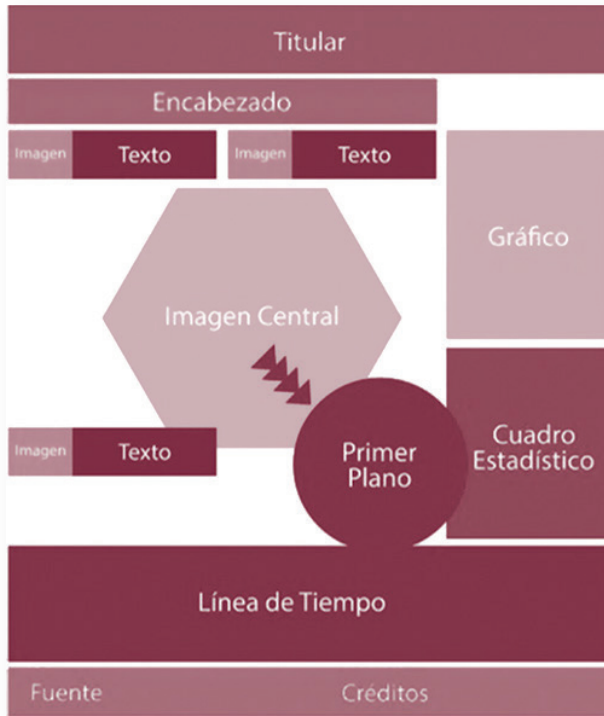 Titular
Encabezado
Imagen Texto Imagen Texto
Gráfico
Imagen Central
Imagen Texto
Primer
Plano
Cuadro
Estadístico
Línea de Tiempo
Fuente Créditos